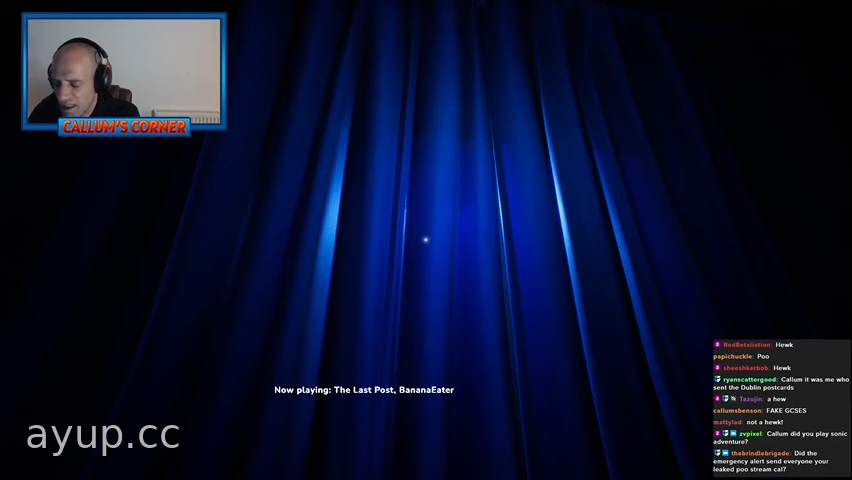 CALLUM'S CORNER
Now playing: The Last Post, BananaEater
ayup.cc
RedRetaliation: Hewk
papichuckle: Poo
sheeshkerbob: Hewk
ryanscattergood: Callum it was me who
sent the Dublin postcards
Tazojin: a hew
callumsbenson: FAKE GCSES
mattylad: not a hewk!
zvpixel: Callum did you play sonic
adventure?
thebrindlebrigade: Did the
emergency alert send everyone your
leaked poo stream cal?